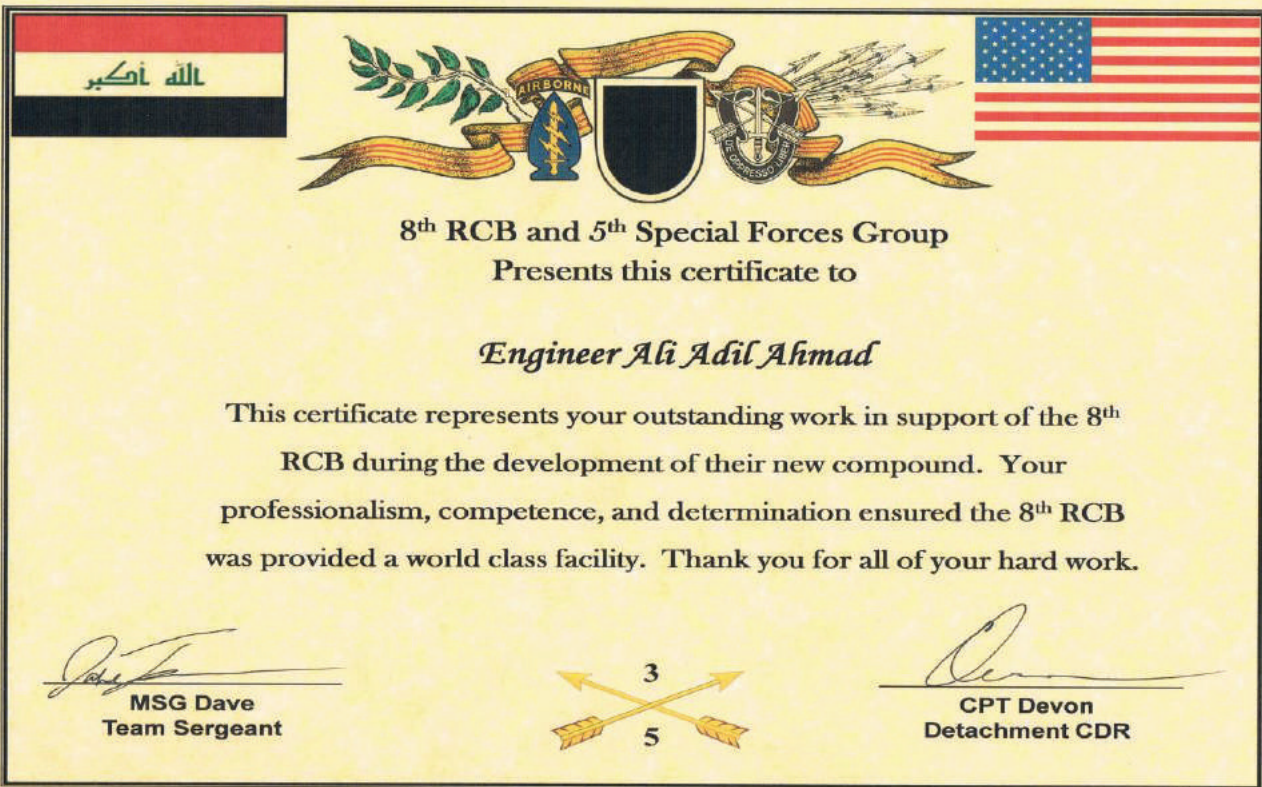 الله أكبر
AIRBORNE
DE OPPRESSO LIBER
8th RCB and 5th Special Forces Group
Presents this certificate to
Engineer Ali Adil Ahmad
This certificate represents your outstanding work in support of the 8th
RCB during the development of their new compound. Your
professionalism, competence, and determination ensured the 8th RCB
was provided a world class facility. Thank you for all of your hard work.
MSG Dave
Team Sergeant
3
5
CPT Devon
Detachment CDR